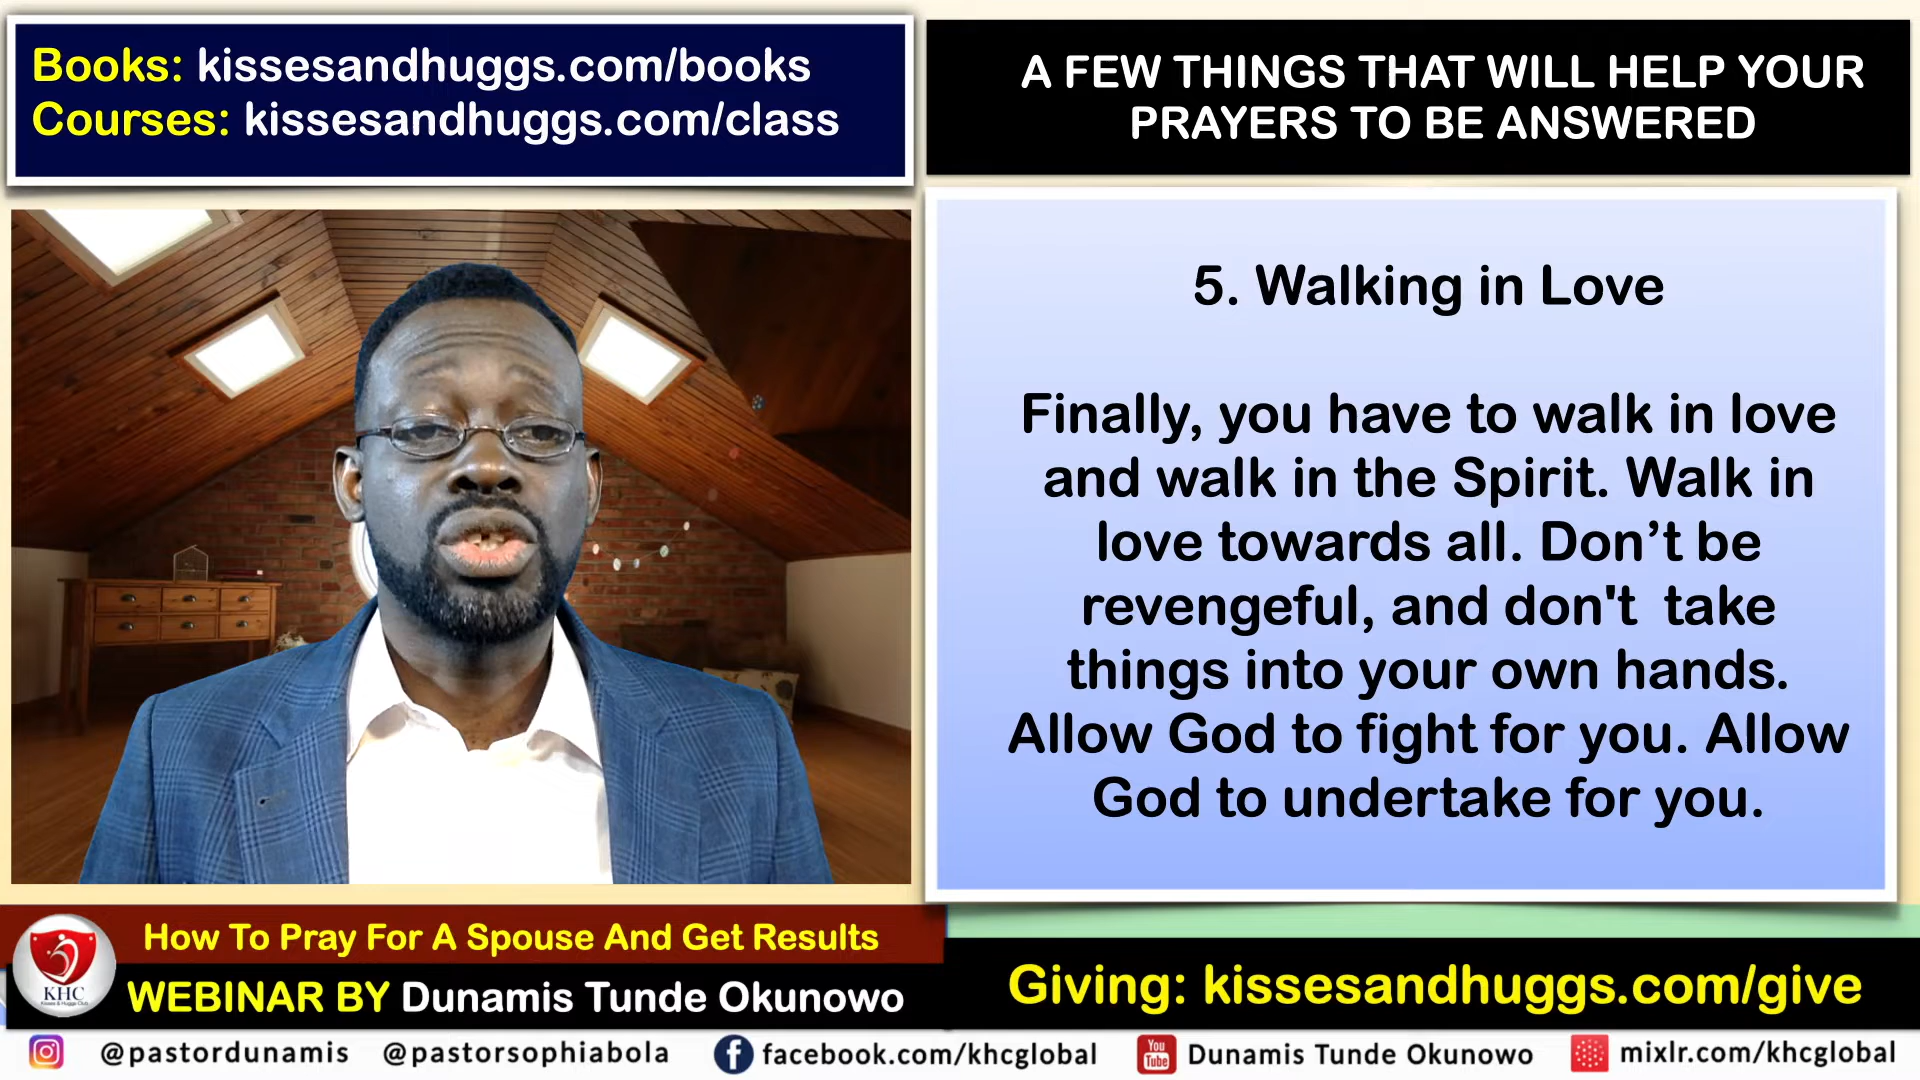 Books: kissesandhuggs.com/books
Courses: kissesandhuggs.com/class
A FEW THINGS THAT WILL HELP YOUR
PRAYERS TO BE ANSWERED
5. Walking in Love
Finally, you have to walk in love
and walk in the Spirit. Walk in
love towards all. Don’t be
revengeful, and don't  take
things into your own hands.
Allow God to fight for you. Allow
God to undertake for you.
How To Pray For A Spouse And Get Results
WEBINAR BY Dunamis Tunde Okunowo
KHC
Kisses & Huggs Club
Giving: kissesandhuggs.com/give
@pastordunamis @pastorsophiabola facebook.com/khcglobal You Tube Dunamis Tunde Okunowo mixlr.com/khcglobal